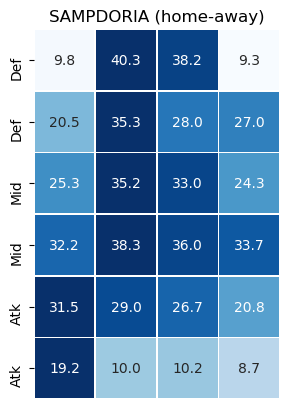 SAMPDORIA (home-away)
Def 9.8 40.3 38.2 9.3
Def 20.5 35.3 28.0 27.0
Mid 25.3 35.2 33.0 24.3
Mid 32.2 38.3 36.0 33.7
Atk 31.5 29.0 26.7 20.8
Atk 19.2 10.0 10.2 8.7